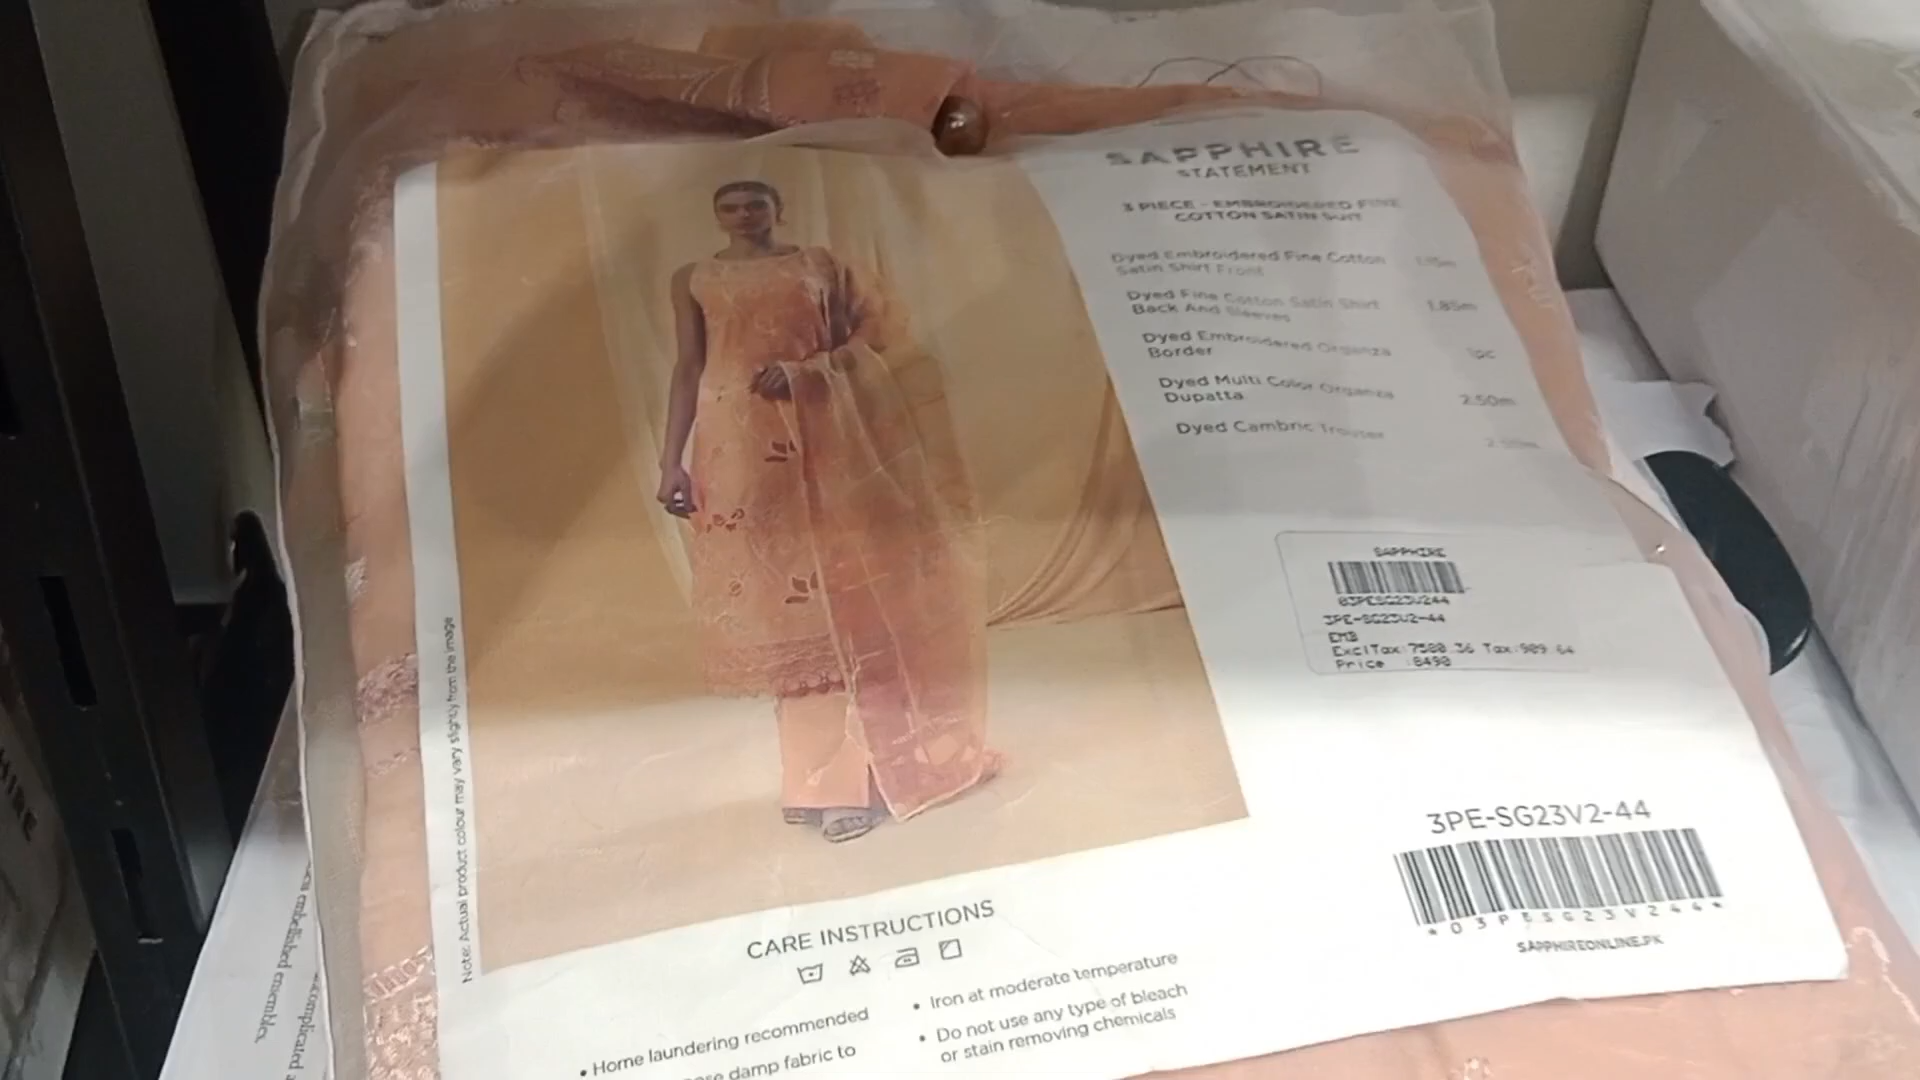 SAPPHIRE
STATEMENT
3 PIECE - EMBROIDERED FINE
COTTON SATIN SUIT
Dyed Embroidered Fine Cotton
Satin Shirt Front
Dyed Fine Cotton Satin Shirt 1.85m
Back And Sleeves
Dyed Embroidered Organza 1pc
Border
Dyed Multi Color Organza 2.50m
Dupatta
Dyed Cambric Trouser
SAPPHIRE
03PESG23V244
3PE-SG23V2-44
EMB
ExclTax:7580.36 Tax:909.64
Price :8490
3PE-SG23V2-44
*03PESG23V244*
SAPPHIREONLINE.PK
Note: Actual product colour may vary slightly from the image
CARE INSTRUCTIONS
• Home laundering recommended
damp fabric to
• Iron at moderate temperature
• Do not use any type of bleach
or stain removing chemicals
embellished ensembles.
complicated